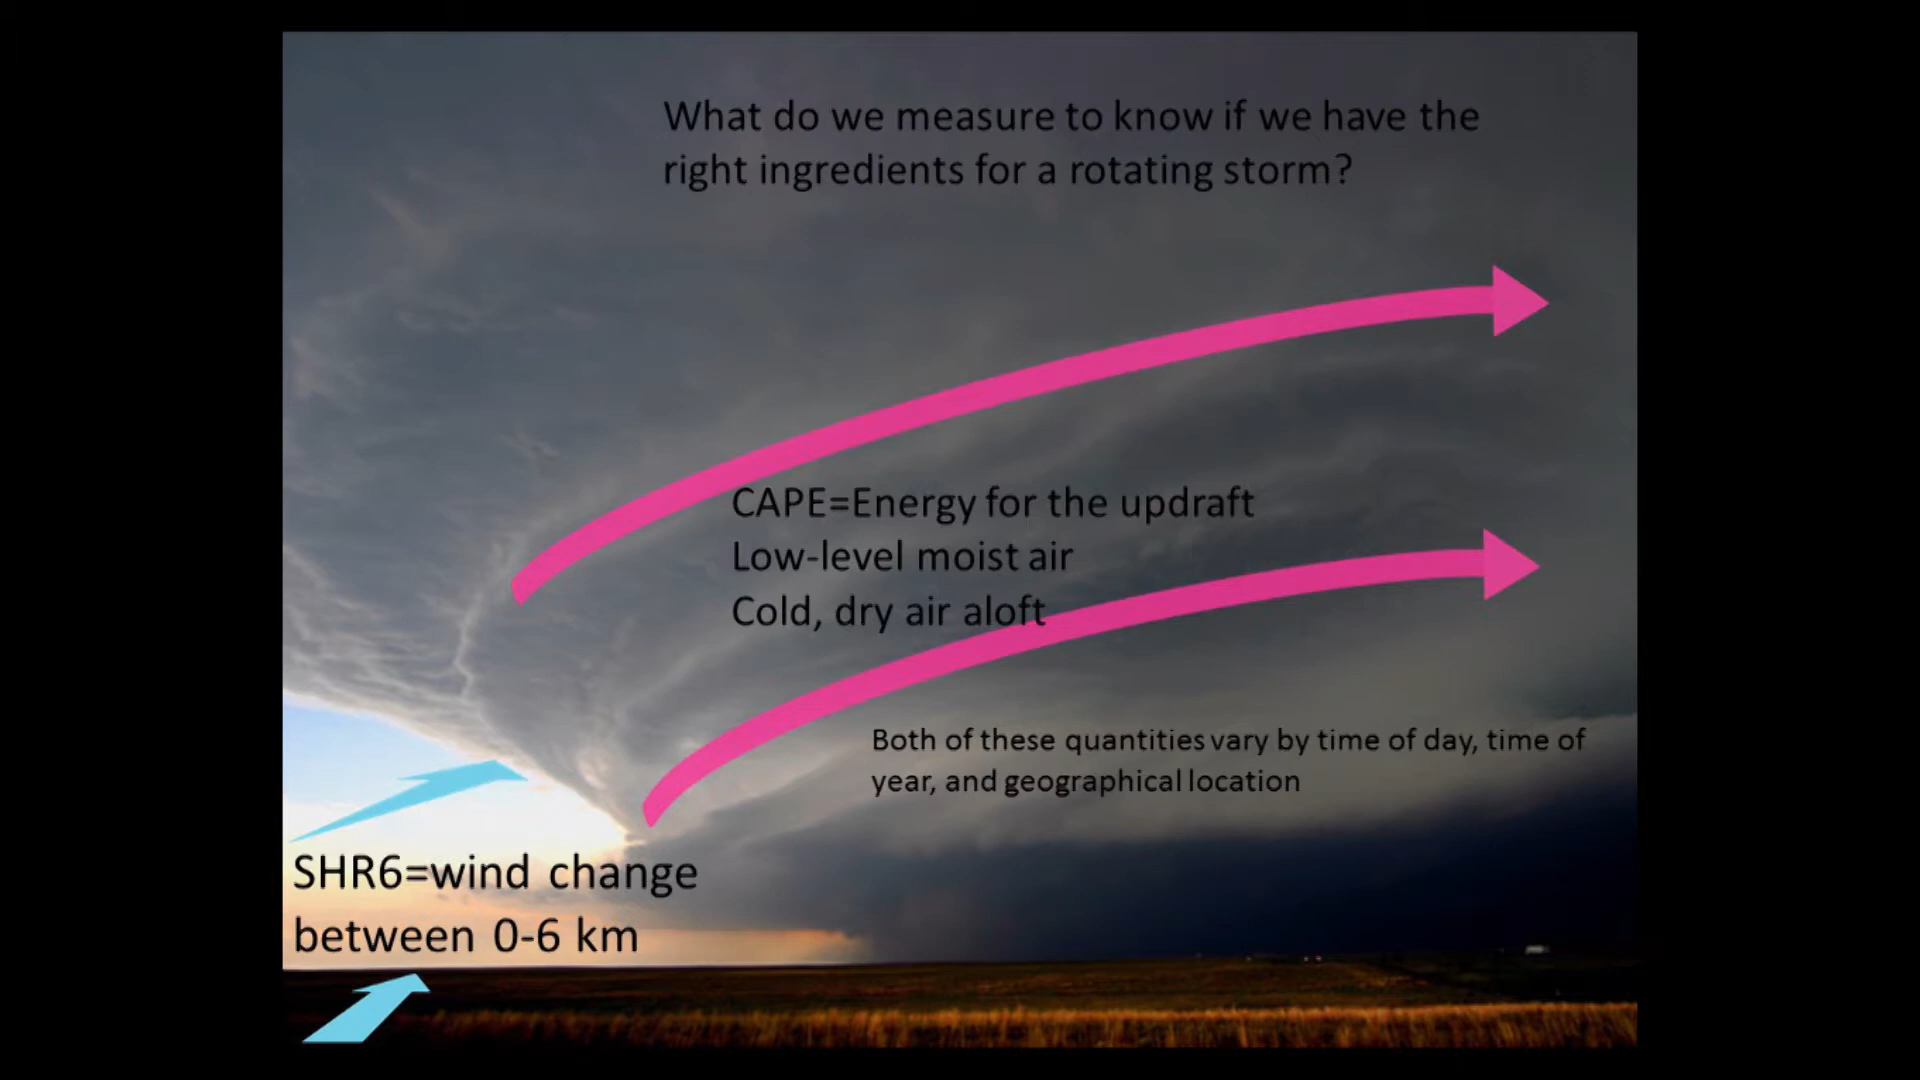 What do we measure to know if we have the
right ingredients for a rotating storm?
CAPE=Energy for the updraft
Low-level moist air
Cold, dry air aloft
Both of these quantities vary by time of day, time of
year, and geographical location
SHR6=wind change
between 0-6 km